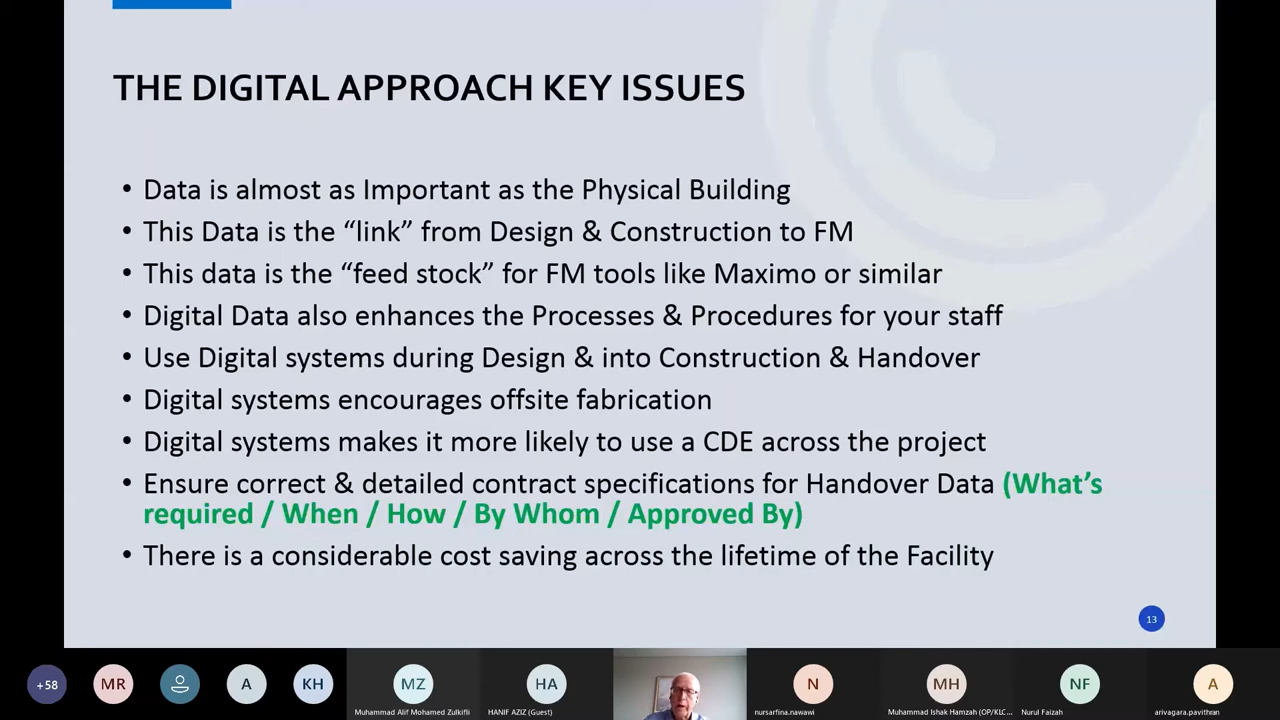 THE DIGITAL APPROACH KEY ISSUES
• Data is almost as Important as the Physical Building
• This Data is the “link” from Design & Construction to FM
• This data is the “feed stock” for FM tools like Maximo or similar
• Digital Data also enhances the Processes & Procedures for your staff
• Use Digital systems during Design & into Construction & Handover
• Digital systems encourages offsite fabrication
• Digital systems makes it more likely to use a CDE across the project
• Ensure correct & detailed contract specifications for Handover Data (What’s
required / When / How / By Whom / Approved By)
• There is a considerable cost saving across the lifetime of the Facility
13
+58
MR
A
KH
MZ
Muhammad Alif Mohamed Zulkifli
HA
HANIF AZIZ (Guest)
N
nursarfina.nawawi
MH
Muhammad Ishak Hamzah (OP/KLC...
NF
Nurul Faizah
A
arivagara.pavithran